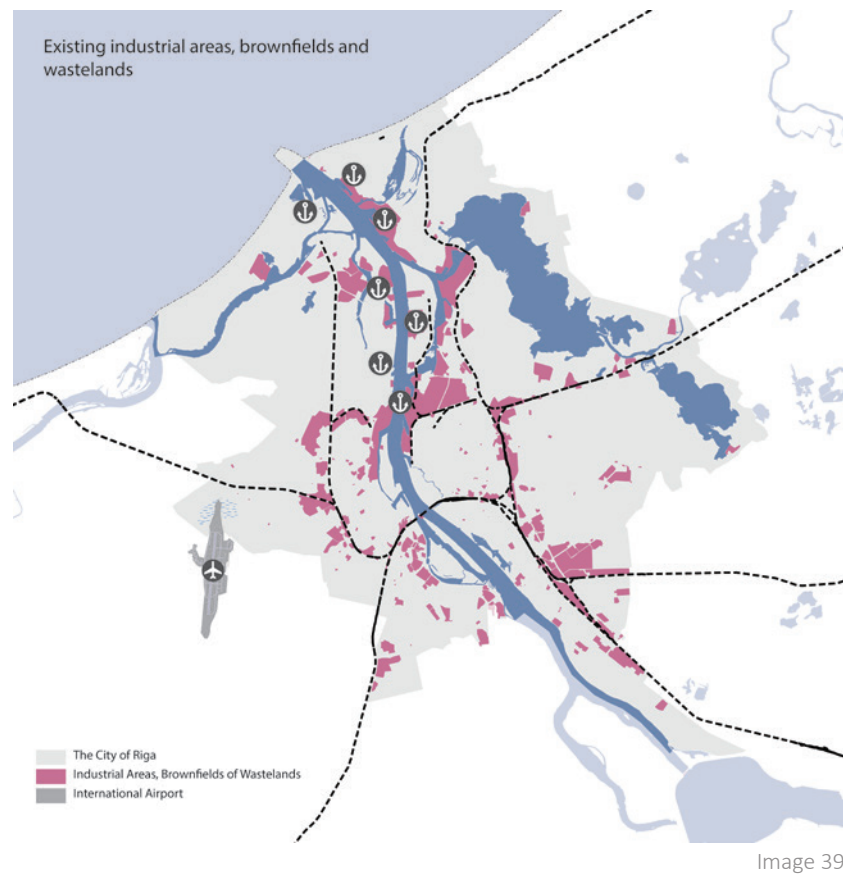 Existing industrial areas, brownfields and
wastelands
The City of Riga
Industrial Areas, Brownfields of Wastelands
International Airport
Image 39